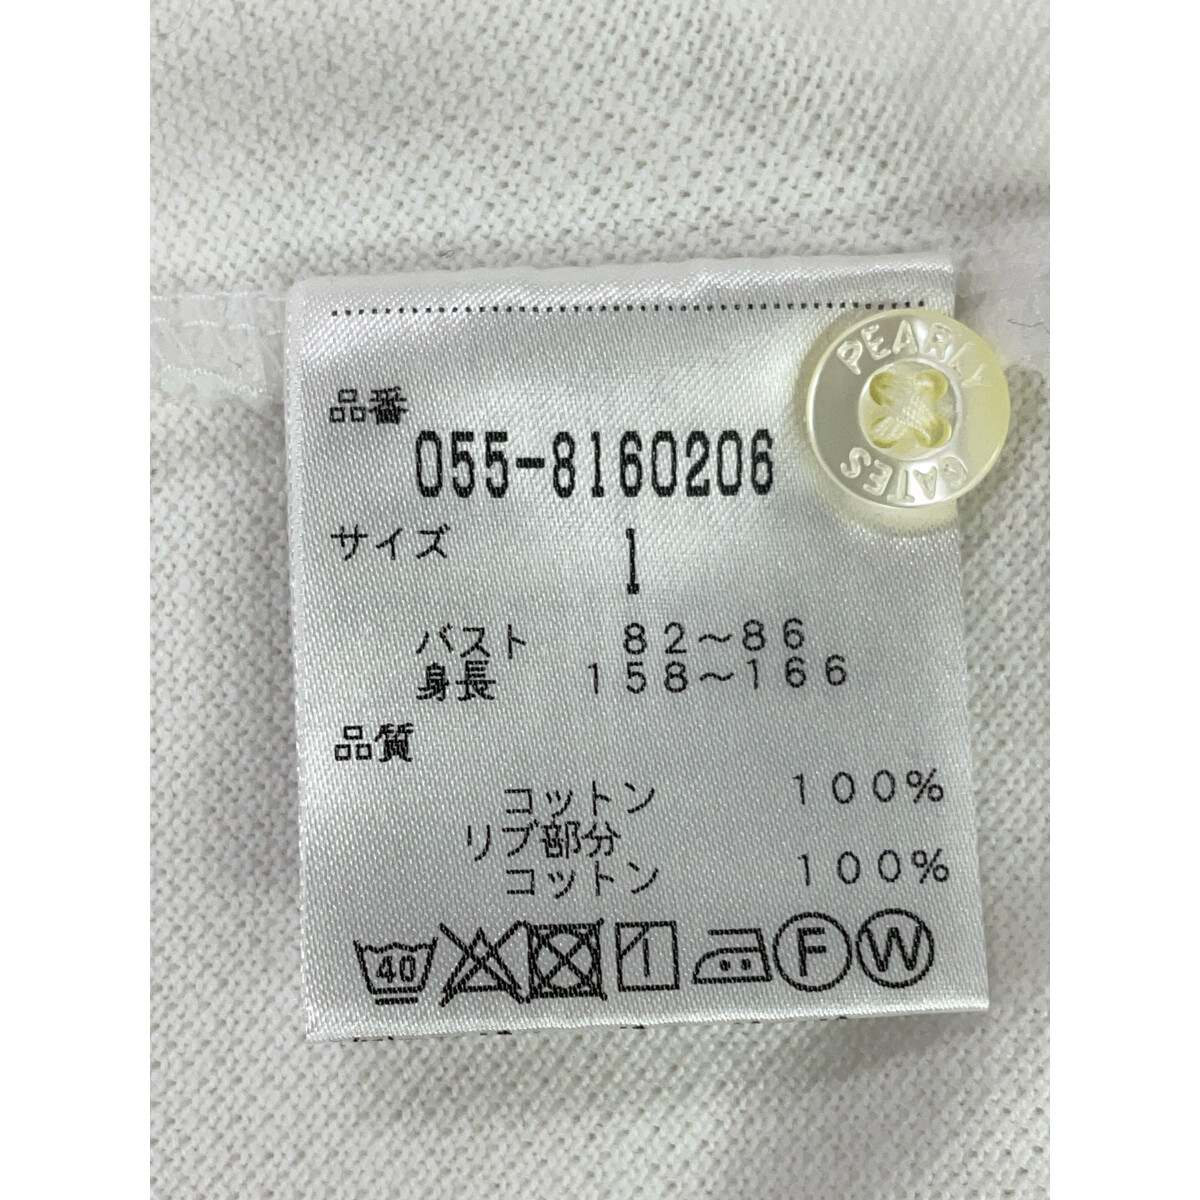 PEARLY
GATES
品番
055-8160206
サイズ
1
バスト 82～86
身長 158～166
品質
コットン 100%
リブ部分
コットン 100%
40
F
W